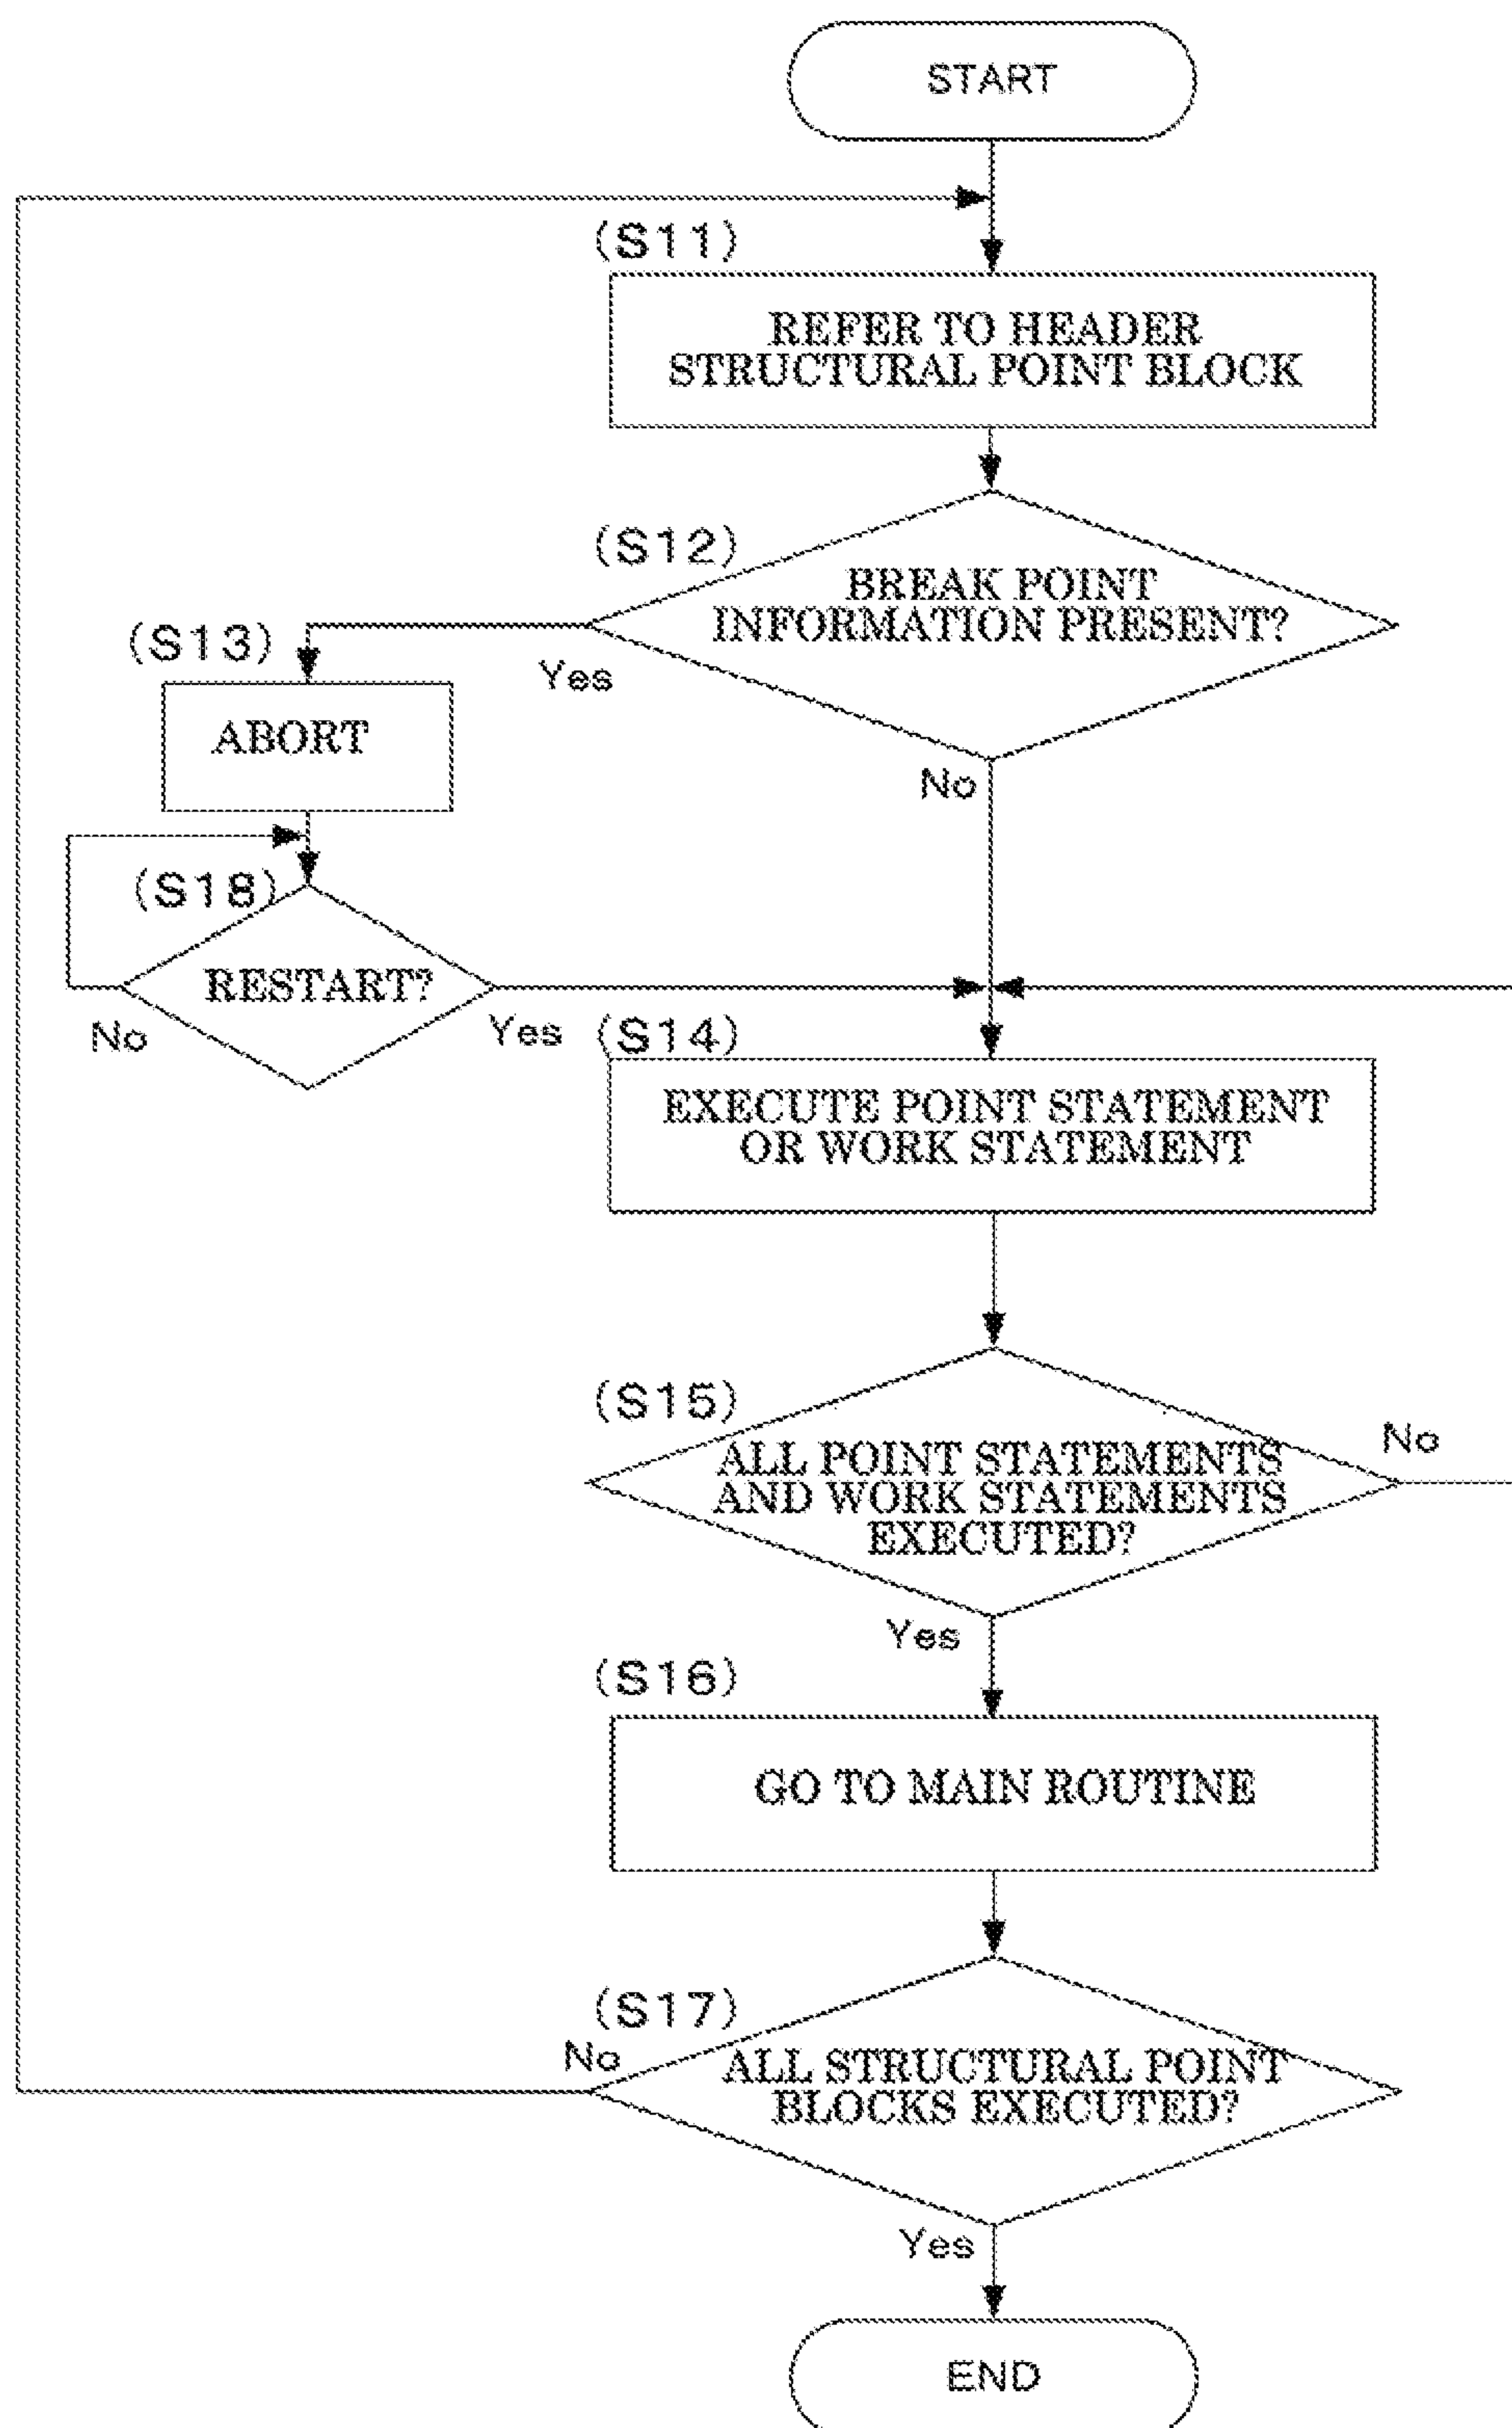 START
(S11)
REFER TO HEADER
STRUCTURAL POINT BLOCK
(S12)
BREAK POINT
INFORMATION PRESENT?
(S13)
Yes
ABORT
No
(S18)
RESTART?
No
Yes
(S14)
EXECUTE POINT STATEMENT
OR WORK STATEMENT
(S15)
No
ALL POINT STATEMENTS
AND WORK STATEMENTS
EXECUTED?
Yes
(S16)
GO TO MAIN ROUTINE
(S17)
No
ALL STRUCTURAL POINT
BLOCKS EXECUTED?
Yes
END